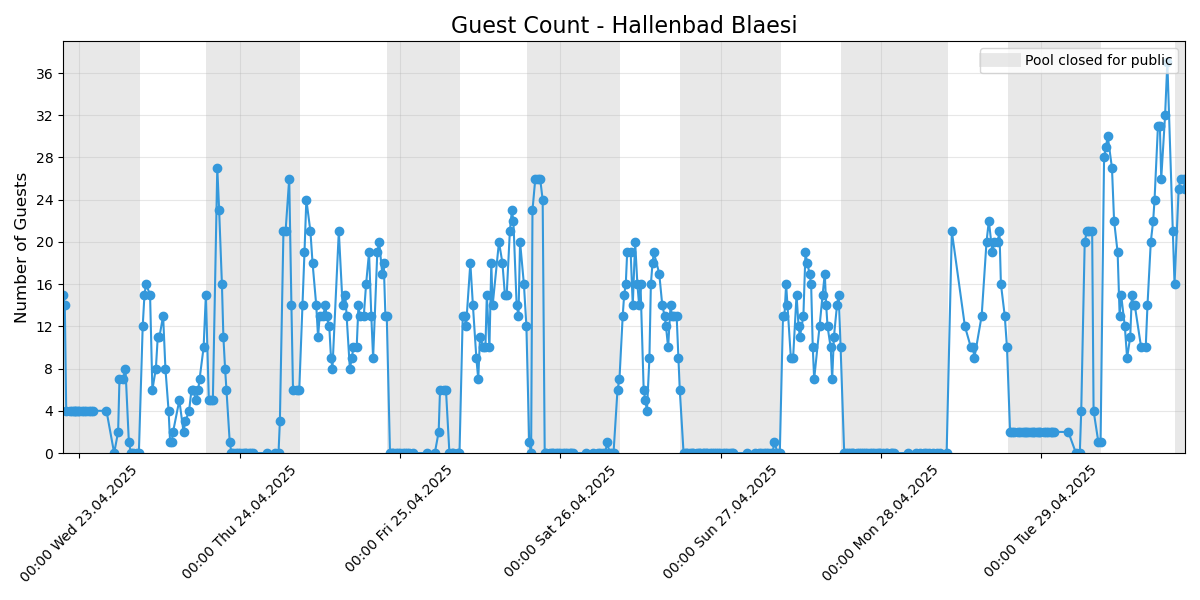 Guest Count - Hallenbad Blaesi
Pool closed for public
Number of Guests
36
32
28
24
20
16
12
8
4
0
00:00 Wed 23.04.2025
00:00 Thu 24.04.2025
00:00 Fri 25.04.2025
00:00 Sat 26.04.2025
00:00 Sun 27.04.2025
00:00 Mon 28.04.2025
00:00 Tue 29.04.2025